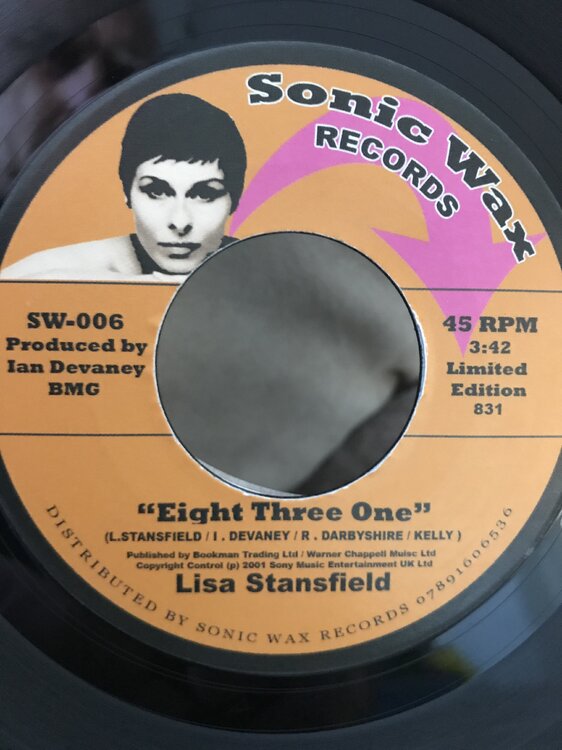 Sonic Wax
RECORDS
SW-006
Produced by
Ian Devaney
BMG
45 RPM
3:42
Limited
Edition
831
“Eight Three One”
(L.STANSFIELD / I . DEVANEY / R . DARBYSHIRE / KELLY )
Published by Bookman Trading Ltd / Warner Chappell Muisc Ltd
Copyright Control (p) 2001 Sony Music Entertainment UK Ltd
Lisa Stansfield
DISTRIBUTED BY SONIC WAX RECORDS 07891606536